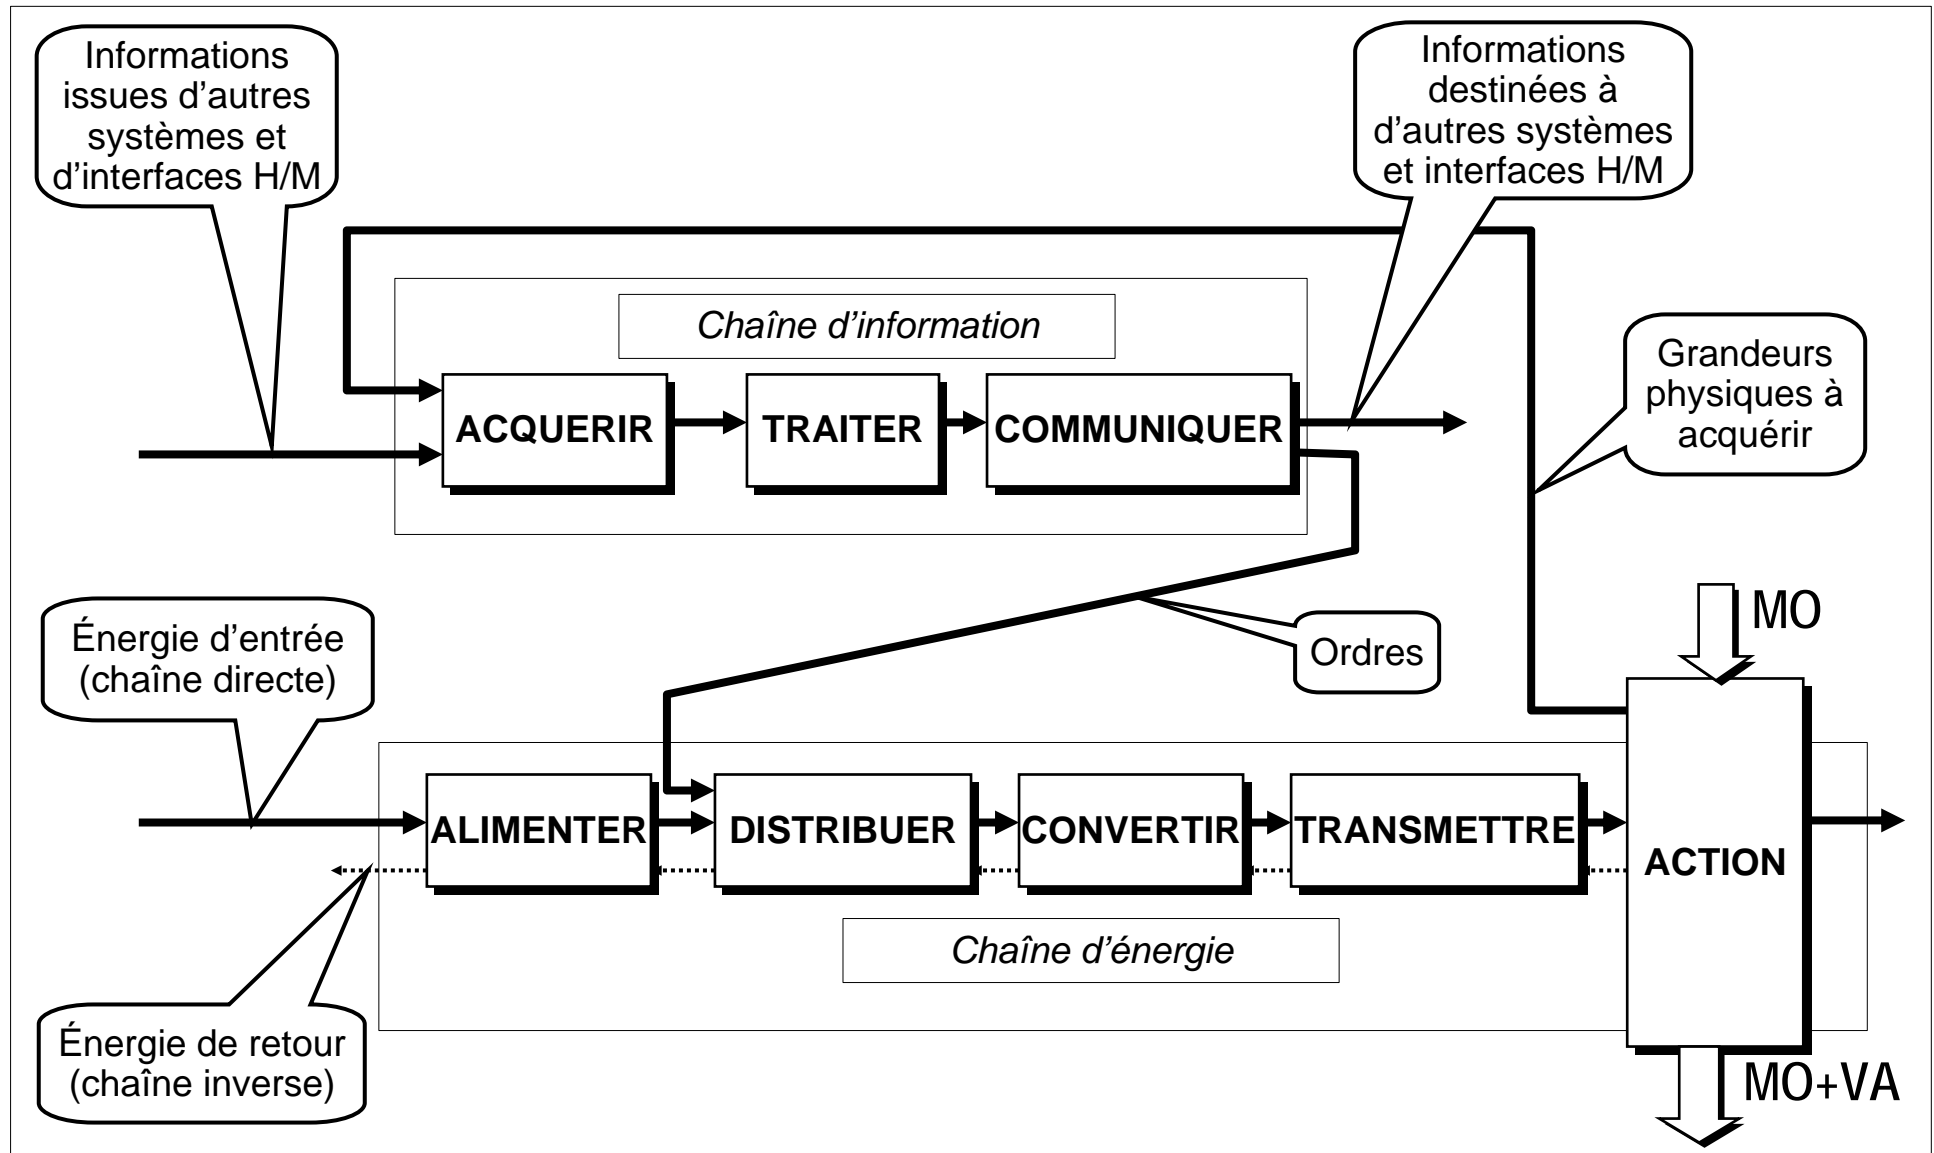 Informations
issues d'autres
systèmes et
d'interfaces H/M
Informations
destinées à
d'autres systèmes
et interfaces H/M
Chaîne d'information
Grandeurs
physiques à
acquérir
ACQUERIR
TRAITER
COMMUNIQUER
Énergie d'entrée
(chaîne directe)
Ordres
MO
ALIMENTER
DISTRIBUER
CONVERTIR
TRANSMETTRE
ACTION
Chaîne d'énergie
Énergie de retour
(chaîne inverse)
MO+VA